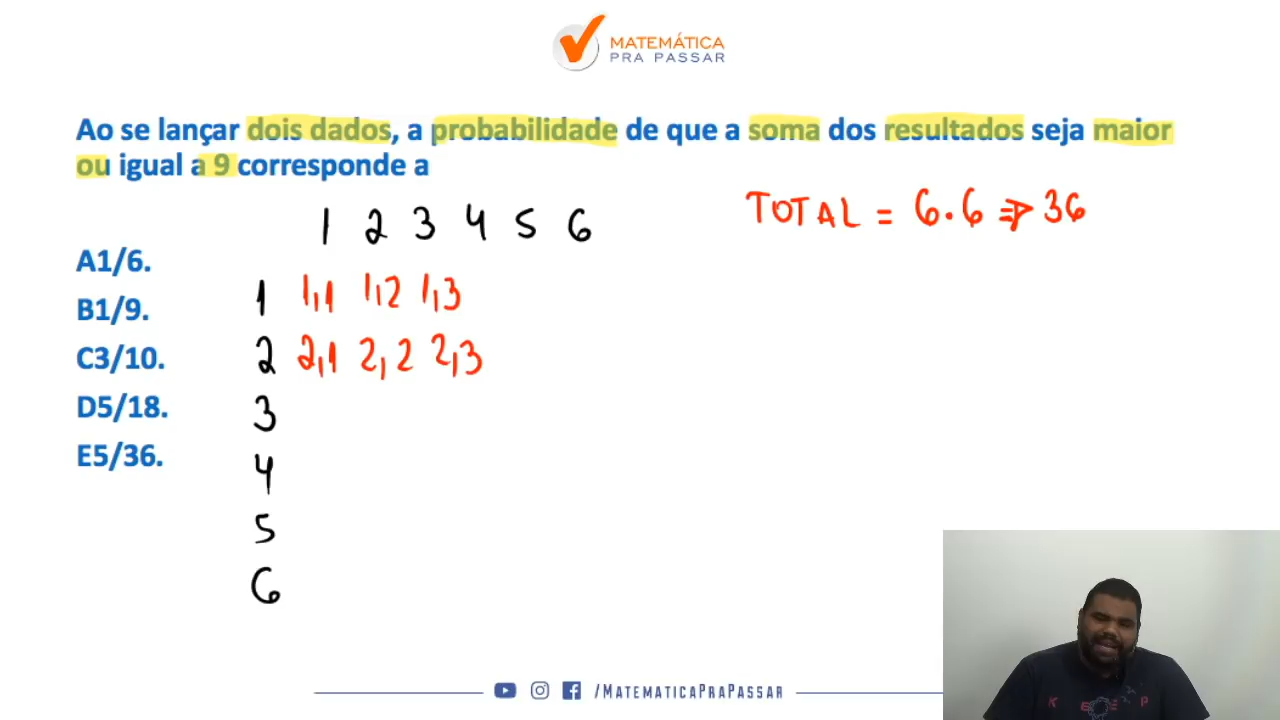 MATEMÁTICA
PRA PASSAR
Ao se lançar dois dados, a probabilidade de que a soma dos resultados seja maior
ou igual a 9 corresponde a
TOTAL = 6.6 ⇒ 36
1 2 3 4 5 6
A1/6.
1 1,1 1,2 1,3
B1/9.
2 2,1 2,2 2,3
C3/10.
3
D5/18.
4
E5/36.
5
6
/MATEMATICAPRAPASSAR
K E E P